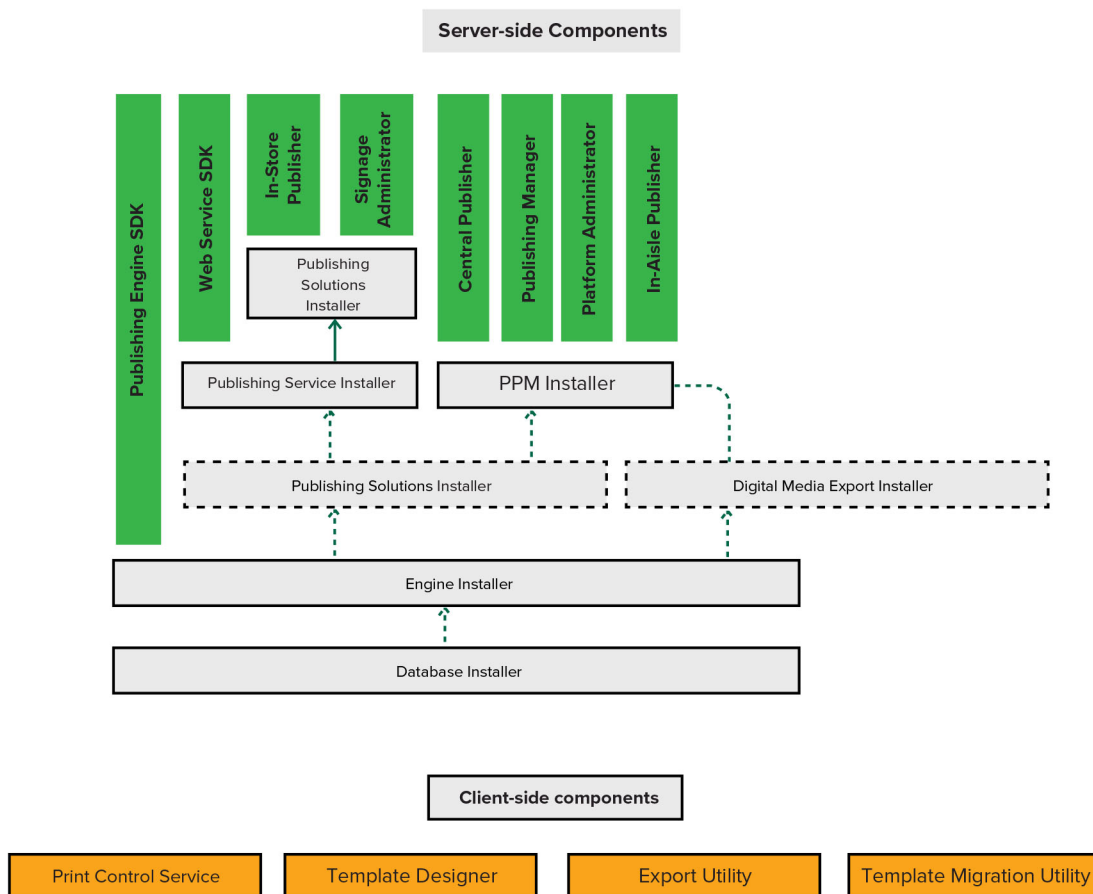 Server-side Components
Publishing Engine SDK
Web Service SDK
In-Store
Publisher
Signage
Administrator
Central Publisher
Publishing Manager
Platform Administrator
In-Aisle Publisher
Publishing
Solutions
Installer
Publishing Service Installer
PPM Installer
Publishing Solutions Installer
Digital Media Export Installer
Engine Installer
Database Installer
Client-side components
Print Control Service
Template Designer
Export Utility
Template Migration Utility